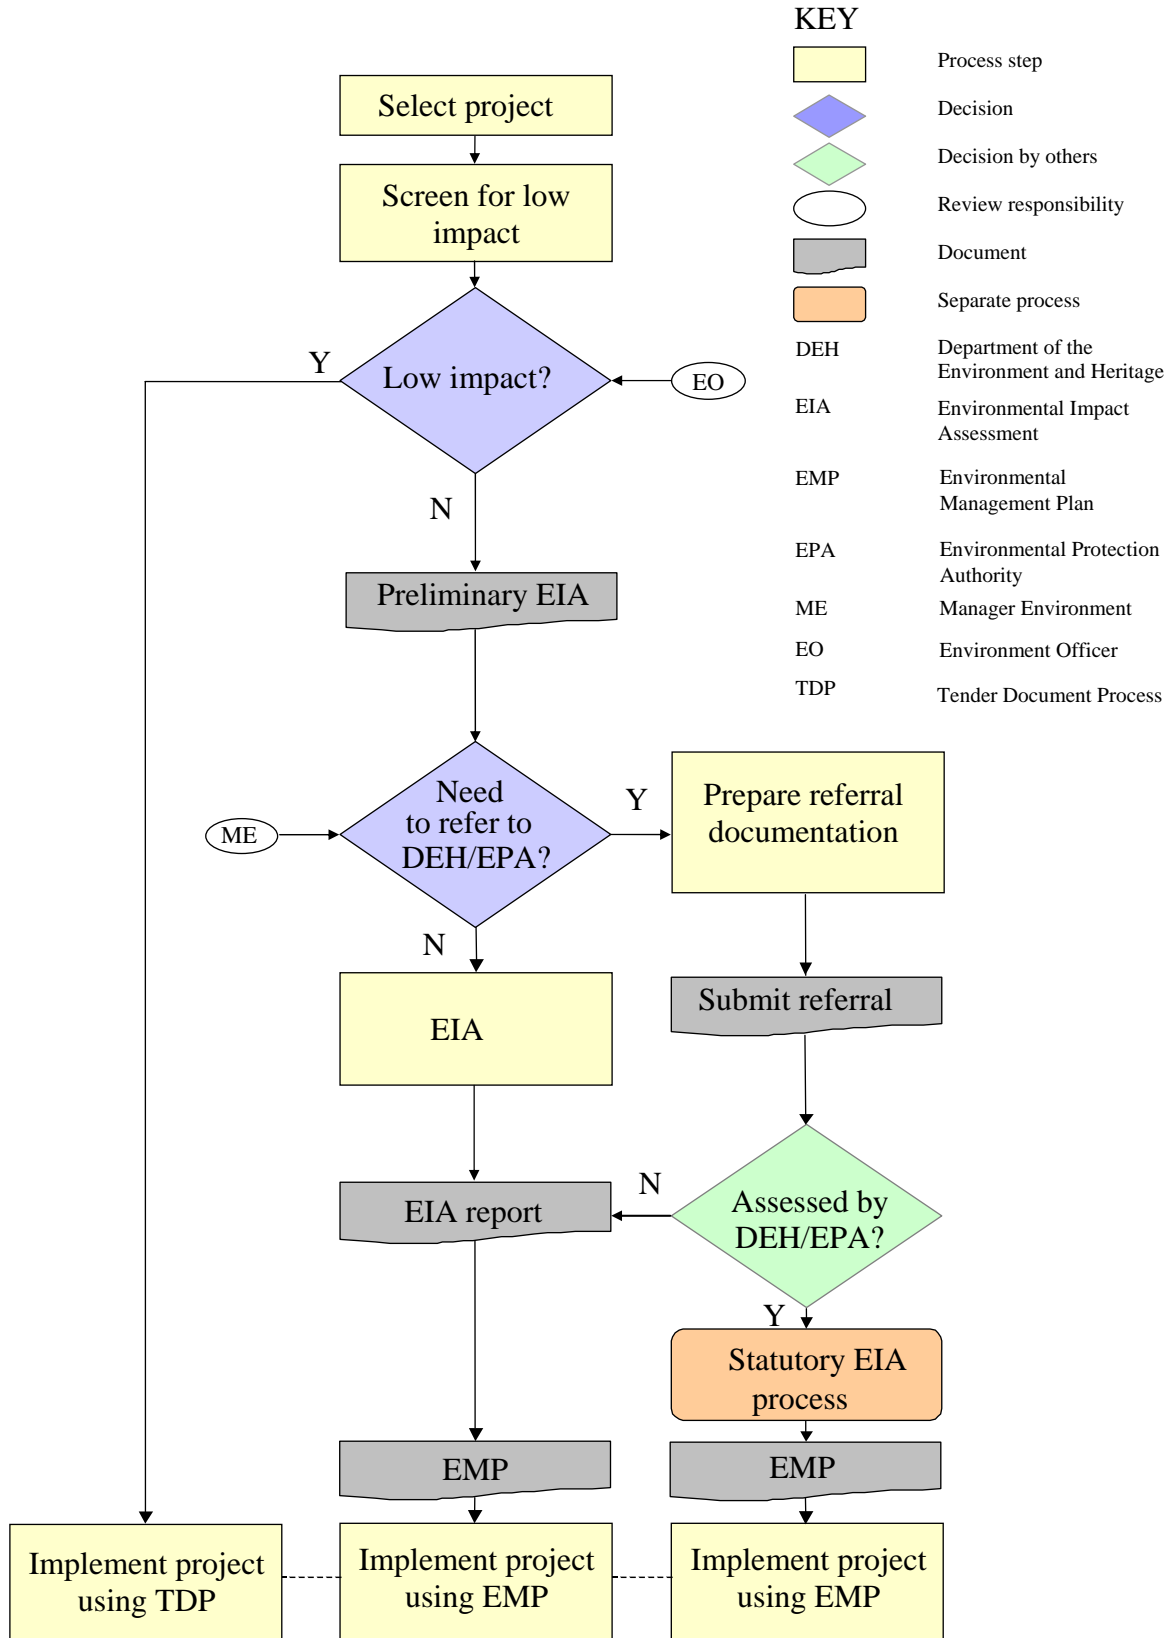 KEY
Process step
Decision
Decision by others
Review responsibility
Document
Separate process
DEH
Department of the
Environment and Heritage
EIA
Environmental Impact
Assessment
EMP
Environmental
Management Plan
EPA
Environmental Protection
Authority
ME
Manager Environment
EO
Environment Officer
TDP
Tender Document Process
Select project
Screen for low
impact
Y
Low impact?
EO
N
Preliminary EIA
ME
Need
to refer to
DEH/EPA?
Y
Prepare referral
documentation
N
EIA
Submit referral
EIA report
N
Assessed by
DEH/EPA?
Y
Statutory EIA
process
EMP
EMP
Implement project
using TDP
Implement project
using EMP
Implement project
using EMP